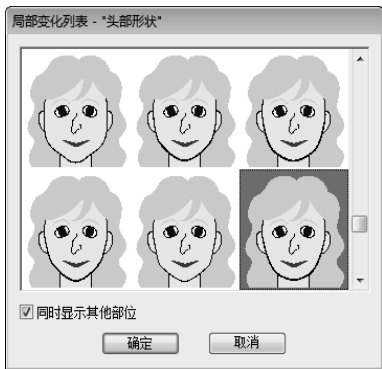 局部变化列表 - "头部形状"
同时显示其他部位
确定
取消